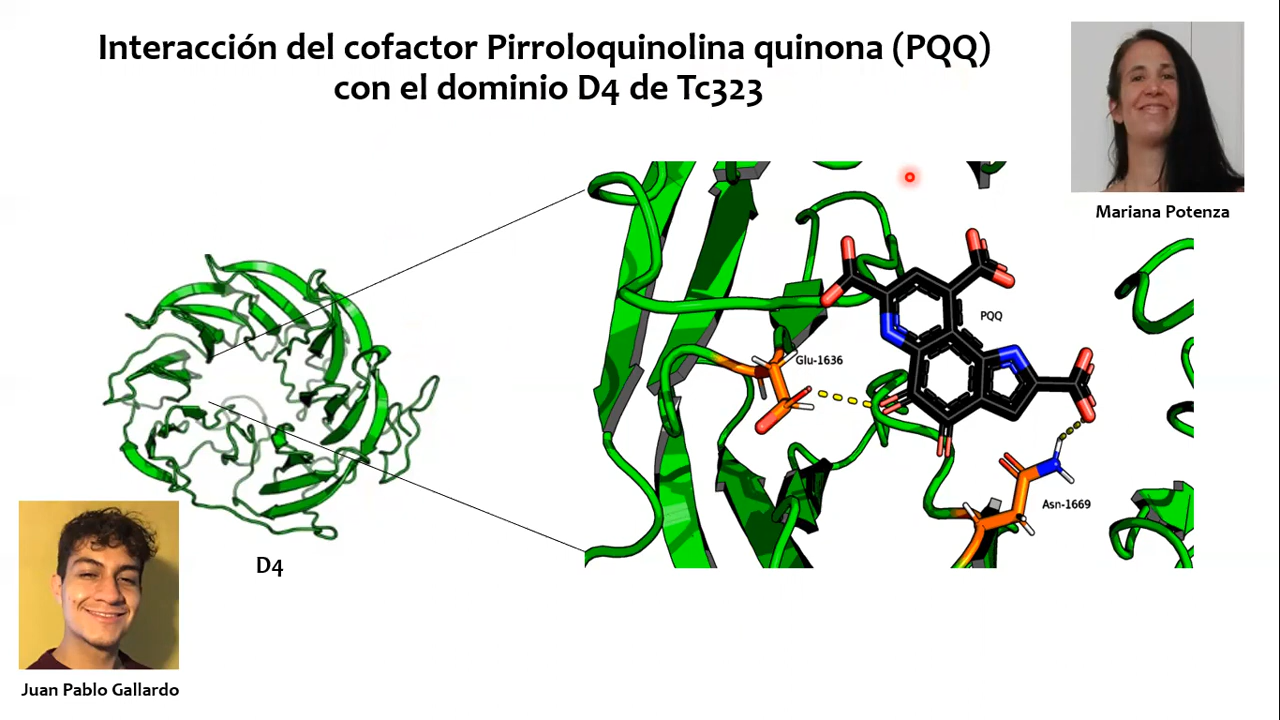 Interacción del cofactor Pirroloquinolina quinona (PQQ)
con el dominio D4 de Tc323
Mariana Potenza
PQQ
Glu-1636
Asn-1669
D4
Juan Pablo Gallardo